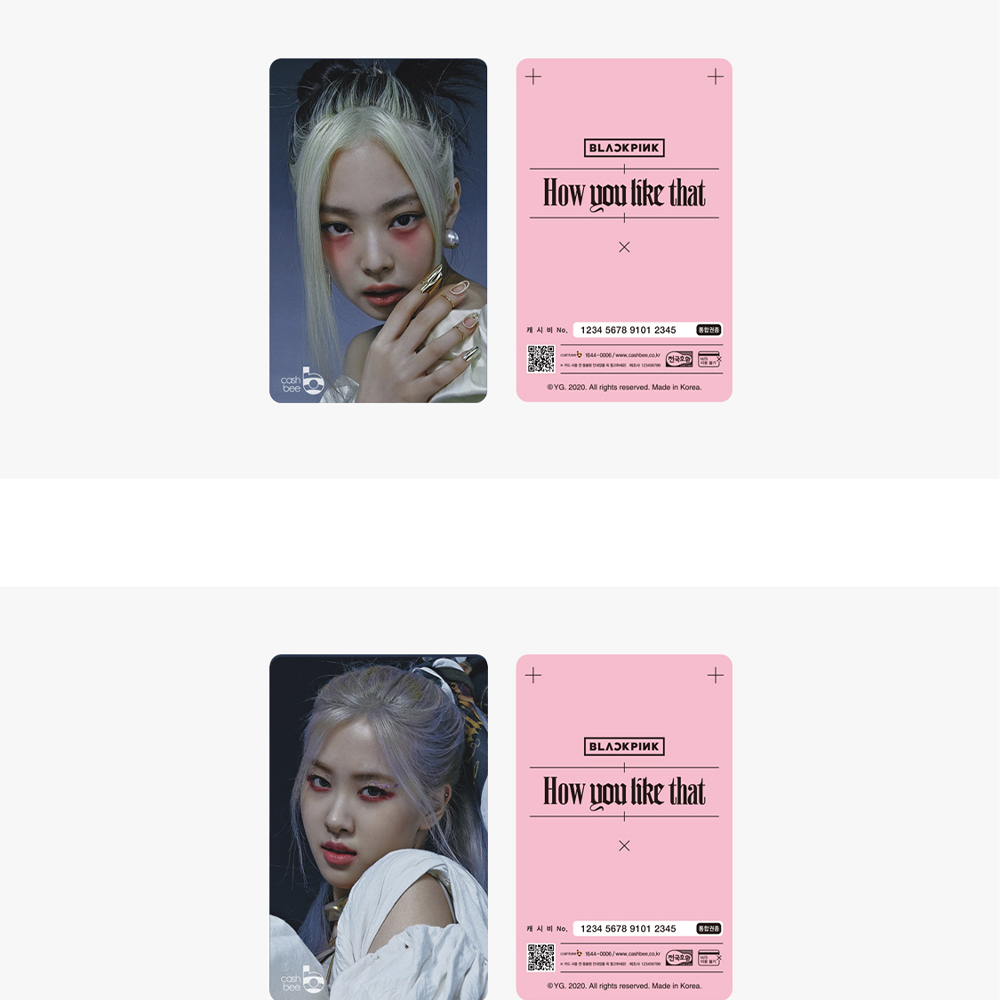 cash
bee
BLACKPINK
How you like that
캐시비 No.
1234 5678 9101 2345
통합권종
cashbee 1644-0006 / www.cashbee.co.kr
전국호환
©YG. 2020. All rights reserved. Made in Korea.
cash
bee
BLACKPINK
How you like that
캐시비 No.
1234 5678 9101 2345
통합권종
cashbee 1644-0006 / www.cashbee.co.kr
전국호환
©YG. 2020. All rights reserved. Made in Korea.